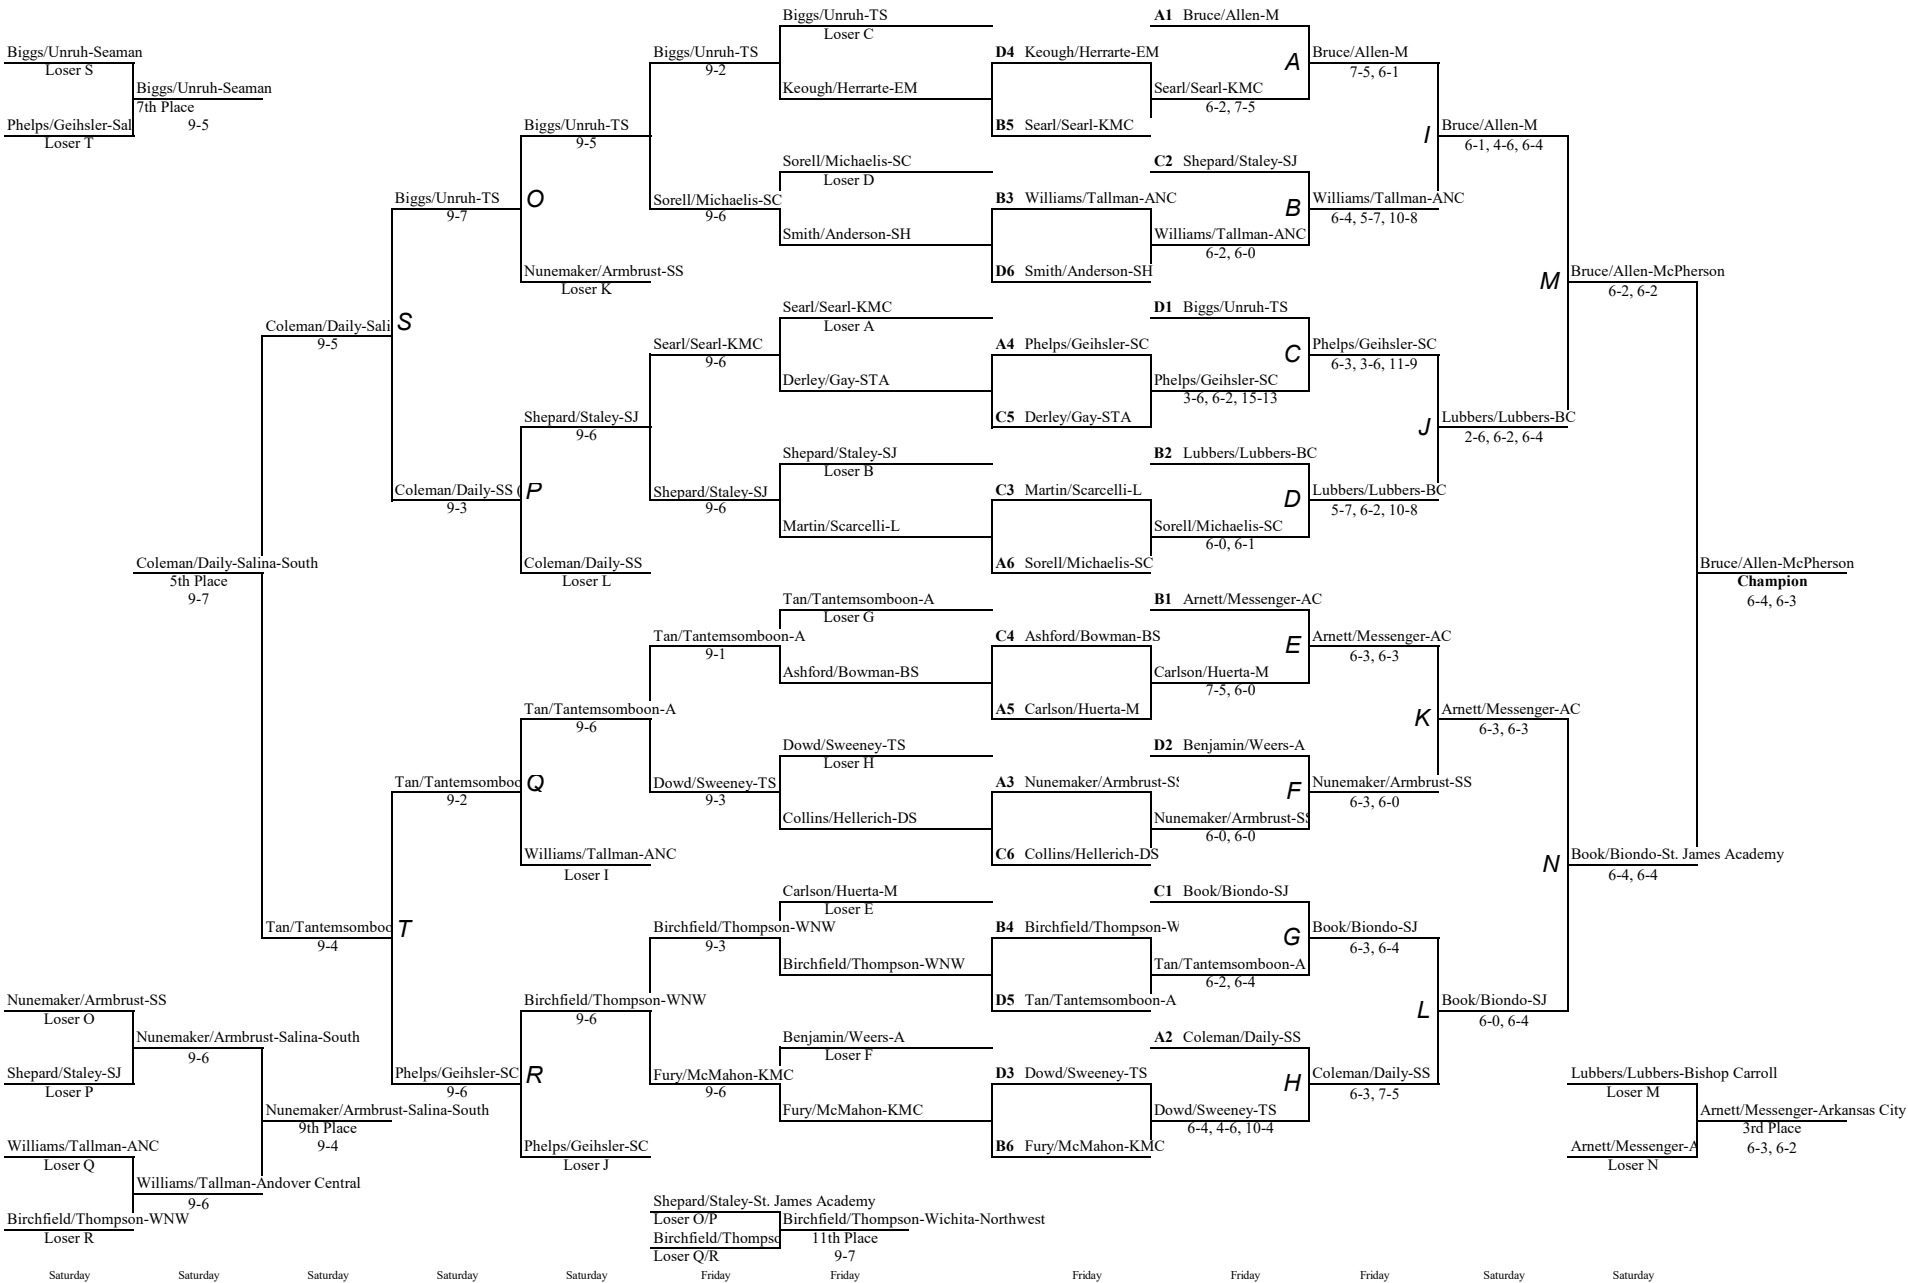 Biggs/Unruh-TS
A1 Bruce/Allen-M
Loser C
Biggs/Unruh-Seaman
Biggs/Unruh-TS
D4 Keough/Herrarte-EM
A
Bruce/Allen-M
Loser S
9-2
7-5, 6-1
Biggs/Unruh-Seaman
Keough/Herrarte-EM
Searl/Searl-KMC
7th Place
6-2, 7-5
Phelps/Geihsler-Sal
9-5
Biggs/Unruh-TS
B5 Searl/Searl-KMC
I
Bruce/Allen-M
Loser T
9-5
6-1, 4-6, 6-4
Sorell/Michaelis-SC
C2 Shepard/Staley-SJ
Loser D
Biggs/Unruh-TS
O
Sorell/Michaelis-SC
B3 Williams/Tallman-ANC
B
Williams/Tallman-ANC
9-7
9-6
6-4, 5-7, 10-8
Smith/Anderson-SH
Williams/Tallman-ANC
6-2, 6-0
Nunemaker/Armbrust-SS
D6 Smith/Anderson-SH
M
Bruce/Allen-McPherson
Loser K
6-2, 6-2
Searl/Searl-KMC
D1 Biggs/Unruh-TS
Coleman/Daily-Sali
S
Loser A
9-5
Searl/Searl-KMC
A4 Phelps/Geihsler-SC
C
Phelps/Geihsler-SC
9-6
6-3, 3-6, 11-9
Derley/Gay-STA
Phelps/Geihsler-SC
3-6, 6-2, 15-13
Shepard/Staley-SJ
C5 Derley/Gay-STA
J
Lubbers/Lubbers-BC
9-6
2-6, 6-2, 6-4
Shepard/Staley-SJ
B2 Lubbers/Lubbers-BC
Loser B
Coleman/Daily-SS (
P
Shepard/Staley-SJ
C3 Martin/Scarcelli-L
D
Lubbers/Lubbers-BC
9-3
9-6
5-7, 6-2, 10-8
Martin/Scarcelli-L
Sorell/Michaelis-SC
6-0, 6-1
Coleman/Daily-Salina-South
Coleman/Daily-SS
A6 Sorell/Michaelis-SC
Bruce/Allen-McPherson
5th Place
Loser L
Champion
9-7
Tan/Tantemsomboon-A
B1 Arnett/Messenger-AC
6-4, 6-3
Loser G
Tan/Tantemsomboon-A
C4 Ashford/Bowman-BS
E
Arnett/Messenger-AC
9-1
6-3, 6-3
Ashford/Bowman-BS
Carlson/Huerta-M
7-5, 6-0
Tan/Tantemsomboon-A
A5 Carlson/Huerta-M
K
Arnett/Messenger-AC
9-6
6-3, 6-3
Dowd/Sweeney-TS
D2 Benjamin/Weers-A
Loser H
Tan/Tantemsomboo
Q
Dowd/Sweeney-TS
A3 Nunemaker/Armbrust-SS
F
Nunemaker/Armbrust-SS
9-2
9-3
6-3, 6-0
Collins/Hellerich-DS
Nunemaker/Armbrust-SS
6-0, 6-0
Williams/Tallman-ANC
C6 Collins/Hellerich-DS
N
Book/Biondo-St. James Academy
Loser I
6-4, 6-4
Carlson/Huerta-M
C1 Book/Biondo-SJ
Loser E
Tan/Tantemsomboo
T
Birchfield/Thompson-WNW
B4 Birchfield/Thompson-W
G
Book/Biondo-SJ
9-4
9-3
6-3, 6-4
Birchfield/Thompson-WNW
Tan/Tantemsomboon-A
6-2, 6-4
Nunemaker/Armbrust-SS
Birchfield/Thompson-WNW
D5 Tan/Tantemsomboon-A
L
Book/Biondo-SJ
Loser O
9-6
6-0, 6-4
Nunemaker/Armbrust-Salina-South
Benjamin/Weers-A
A2 Coleman/Daily-SS
9-6
Loser F
Shepard/Staley-SJ
Phelps/Geihsler-SC
R
Fury/McMahon-KMC
D3 Dowd/Sweeney-TS
H
Coleman/Daily-SS
Lubbers/Lubbers-Bishop Carroll
Loser P
9-6
9-6
6-3, 7-5
Loser M
Nunemaker/Armbrust-Salina-South
Fury/McMahon-KMC
Dowd/Sweeney-TS
Arnett/Messenger-Arkansas City
9th Place
6-4, 4-6, 10-4
3rd Place
Williams/Tallman-ANC
9-4
Phelps/Geihsler-SC
B6 Fury/McMahon-KMC
Arnett/Messenger-A
6-3, 6-2
Loser Q
Loser J
Loser N
Williams/Tallman-Andover Central
9-6
Shepard/Staley-St. James Academy
Birchfield/Thompson-WNW
Loser O/P
Birchfield/Thompson-Wichita-Northwest
Loser R
Birchfield/Thompso
11th Place
Loser Q/R
9-7
Saturday Saturday Saturday Saturday Saturday Friday Friday Friday Friday Friday Saturday Saturday